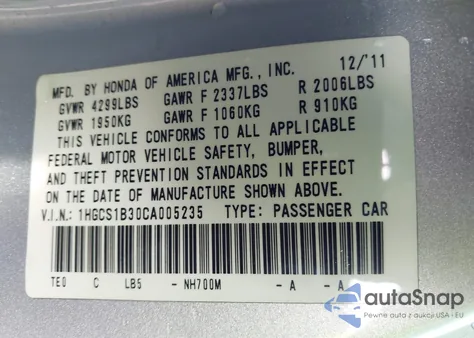 MFD. BY HONDA OF AMERICA MFG., INC. 12/'11
GVWR 4299LBS GAWR F 2337LBS R 2006LBS
GVWR 1950KG GAWR F 1060KG R 910KG
THIS VEHICLE CONFORMS TO ALL APPLICABLE
FEDERAL MOTOR VEHICLE SAFETY, BUMPER,
AND THEFT PREVENTION STANDARDS IN EFFECT
ON THE DATE OF MANUFACTURE SHOWN ABOVE.
V.I.N.: 1HGCS1B30CA005235 TYPE: PASSENGER CAR
TE0 C LB5 - NH700M - A - A
autoSnap
Pewne auta z aukcji USA - EU